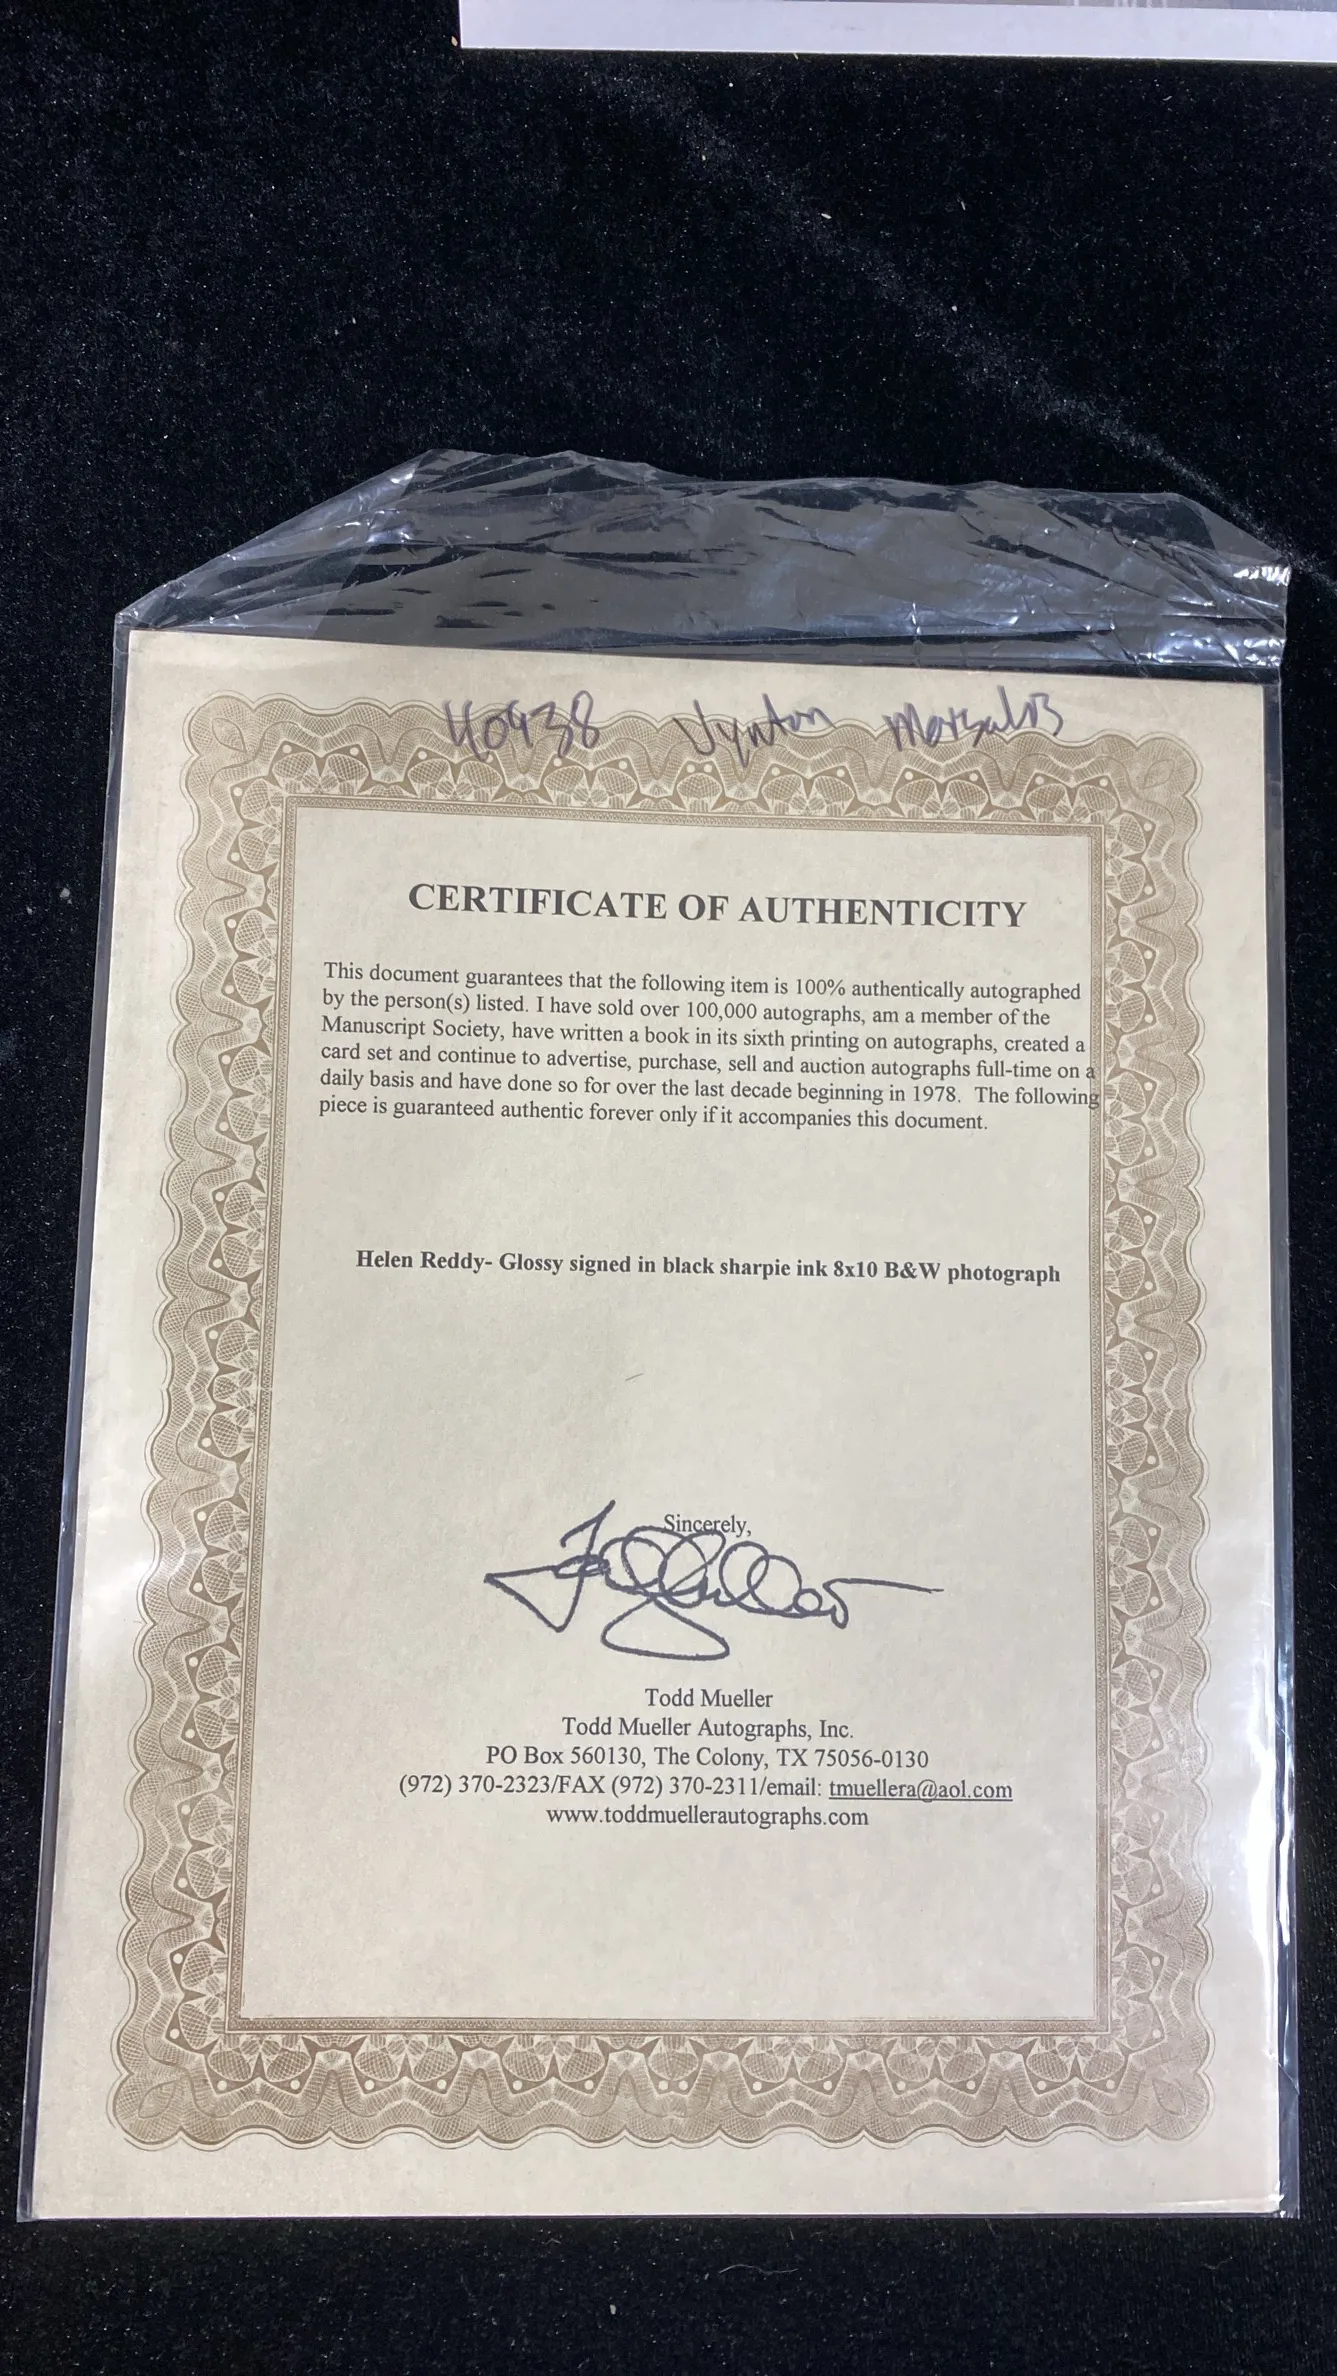 40938 Wynton Marsalis
CERTIFICATE OF AUTHENTICITY
This document guarantees that the following item is 100% authentically autographed
by the person(s) listed. I have sold over 100,000 autographs, am a member of the
Manuscript Society, have written a book in its sixth printing on autographs, created a
card set and continue to advertise, purchase, sell and auction autographs full-time on a
daily basis and have done so for over the last decade beginning in 1978. The following
piece is guaranteed authentic forever only if it accompanies this document.
Helen Reddy- Glossy signed in black sharpie ink 8x10 B&W photograph
Sincerely,
Todd Mueller
Todd Mueller Autographs, Inc.
PO Box 560130, The Colony, TX 75056-0130
(972) 370-2323/FAX (972) 370-2311/email: tmuellera@aol.com
www.toddmuellerautographs.com